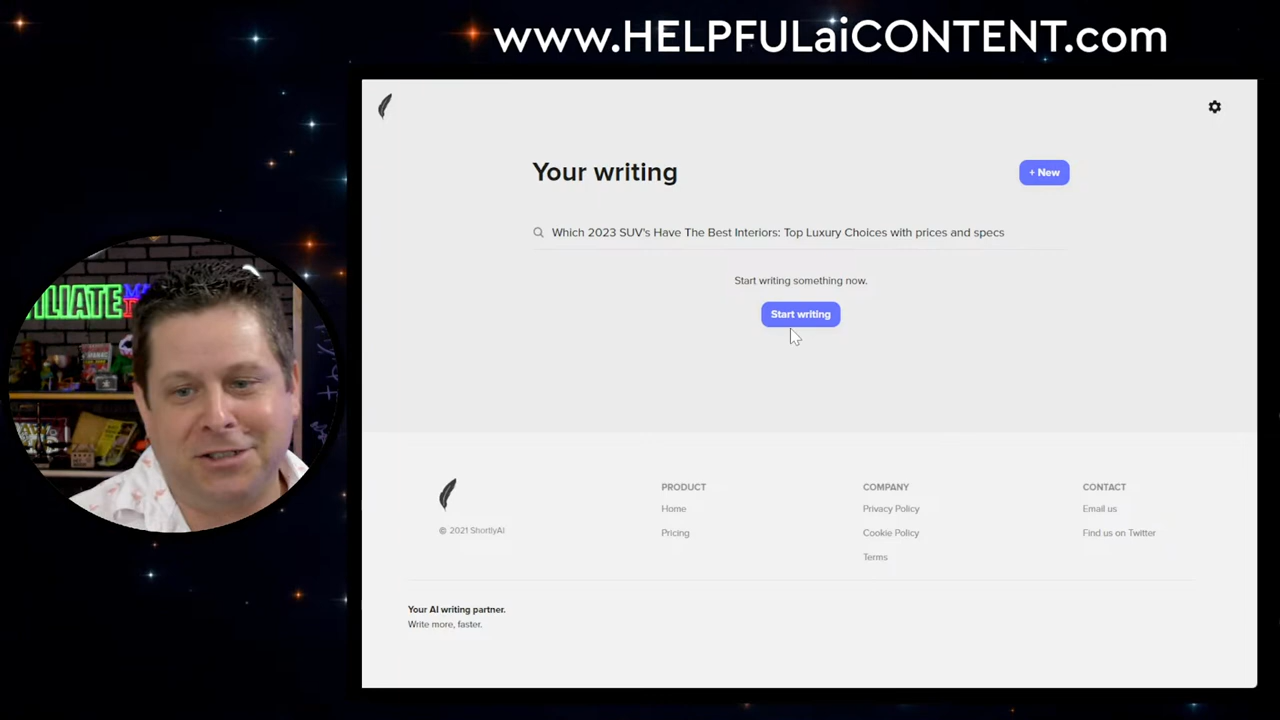 www.HELPFULaiCONTENT.com
Your writing
+ New
Which 2023 SUV's Have The Best Interiors: Top Luxury Choices with prices and specs
Start writing something now.
Start writing
PRODUCT
Home
Pricing
COMPANY
Privacy Policy
Cookie Policy
Terms
CONTACT
Email us
Find us on Twitter
© 2021 ShortlyAI
Your AI writing partner.
Write more, faster.